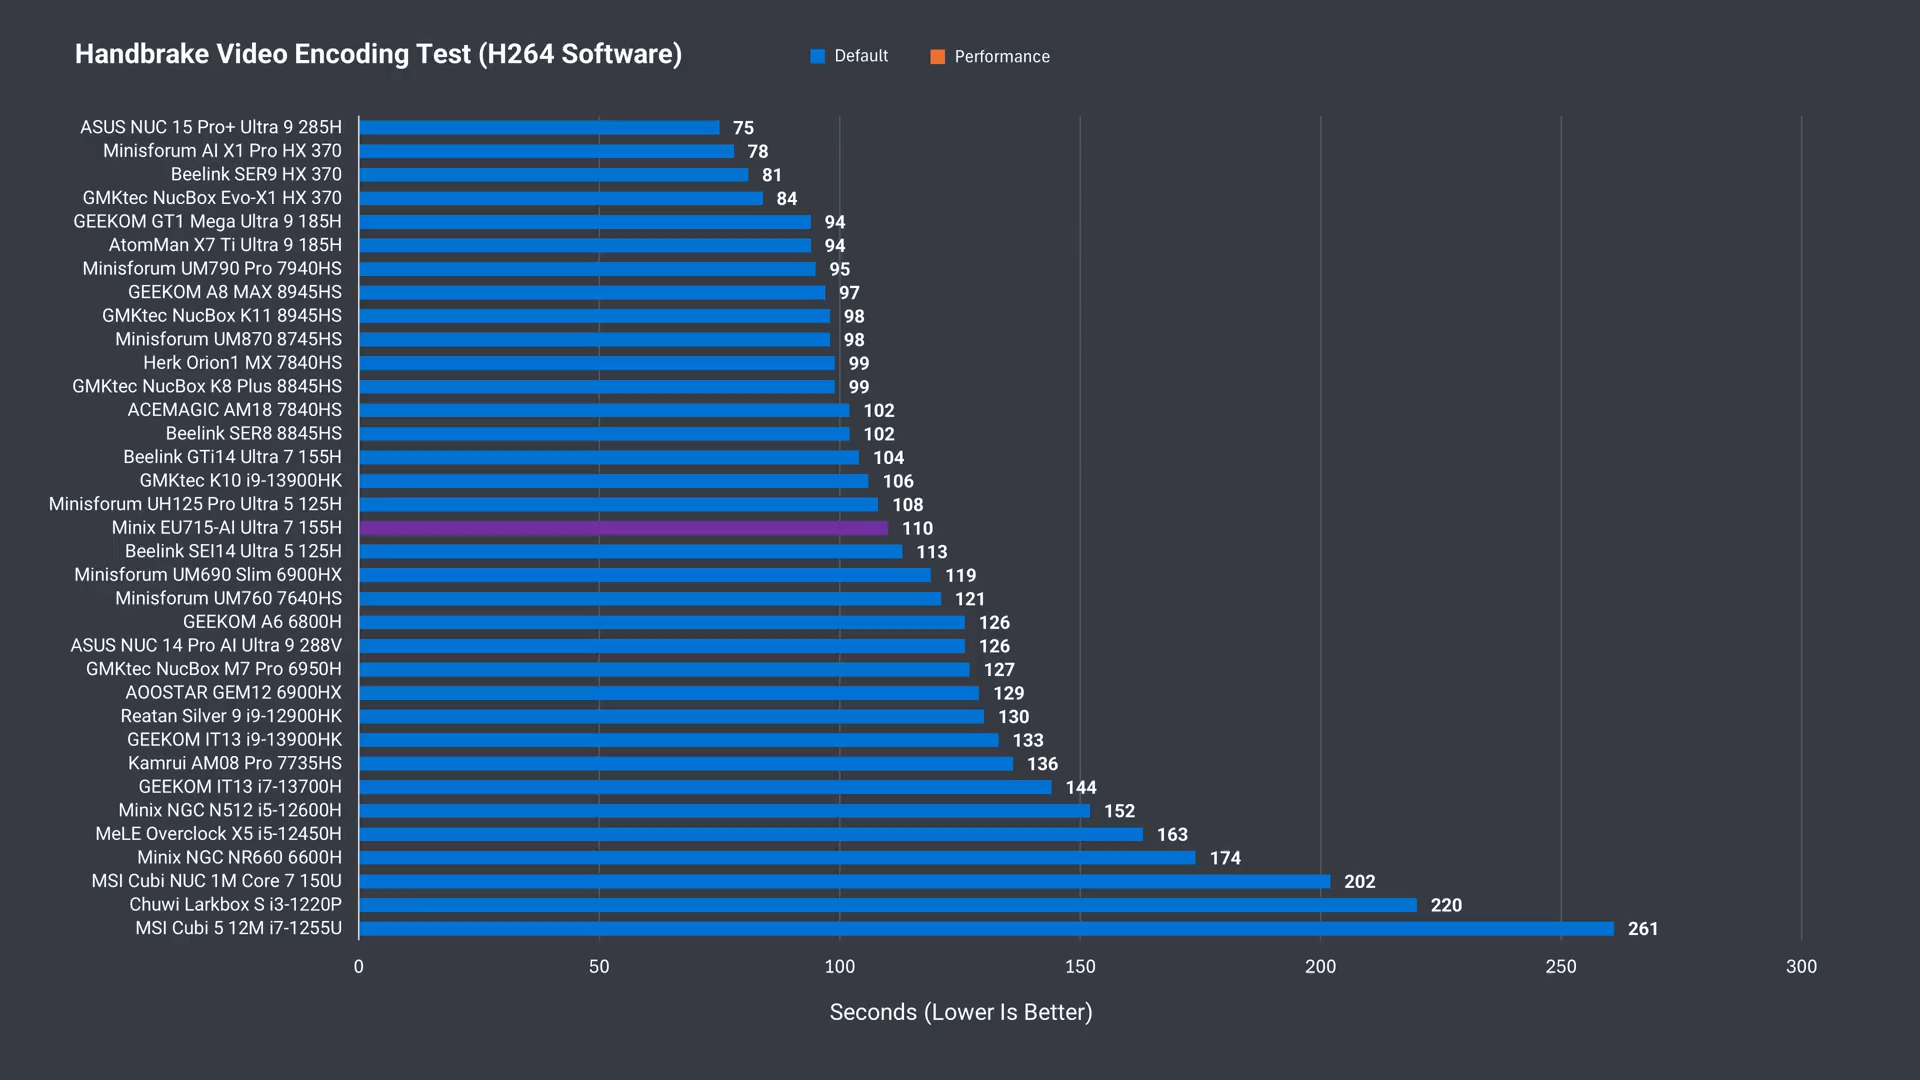 Handbrake Video Encoding Test (H264 Software)
Default
Performance
ASUS NUC 15 Pro+ Ultra 9 285H 75
Minisforum AI X1 Pro HX 370 78
Beelink SER9 HX 370 81
GMKtec NucBox Evo-X1 HX 370 84
GEEKOM GT1 Mega Ultra 9 185H 94
AtomMan X7 Ti Ultra 9 185H 94
Minisforum UM790 Pro 7940HS 95
GEEKOM A8 MAX 8945HS 97
GMKtec NucBox K11 8945HS 98
Minisforum UM870 8745HS 98
Herk Orion1 MX 7840HS 99
GMKtec NucBox K8 Plus 8845HS 99
ACEMAGIC AM18 7840HS 102
Beelink SER8 8845HS 102
Beelink GTi14 Ultra 7 155H 104
GMKtec K10 i9-13900HK 106
Minisforum UH125 Pro Ultra 5 125H 108
Minix EU715-AI Ultra 7 155H 110
Beelink SEI14 Ultra 5 125H 113
Minisforum UM690 Slim 6900HX 119
Minisforum UM760 7640HS 121
GEEKOM A6 6800H 126
ASUS NUC 14 Pro AI Ultra 9 288V 126
GMKtec NucBox M7 Pro 6950H 127
AOOSTAR GEM12 6900HX 129
Reatan Silver 9 i9-12900HK 130
GEEKOM IT13 i9-13900HK 133
Kamrui AM08 Pro 7735HS 136
GEEKOM IT13 i7-13700H 144
Minix NGC N512 i5-12600H 152
MeLE Overclock X5 i5-12450H 163
Minix NGC NR660 6600H 174
MSI Cubi NUC 1M Core 7 150U 202
Chuwi Larkbox S i3-1220P 220
MSI Cubi 5 12M i7-1255U 261
0 50 100 150 200 250 300
Seconds (Lower Is Better)